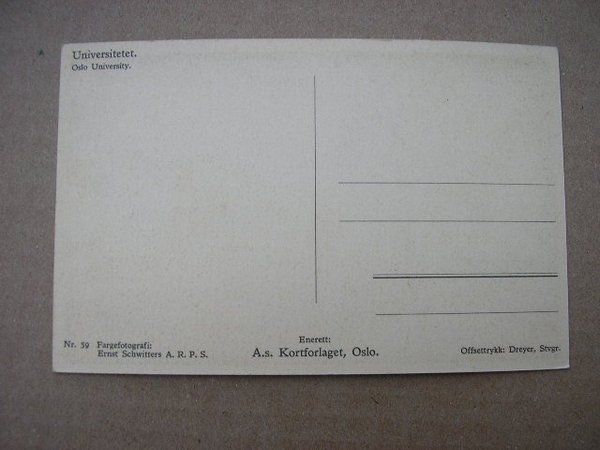 Universitetet.
Oslo University.
Nr. 59 Fargefotografi:
Ernst Schwitters A. R. P. S.
Enerett:
A.s. Kortforlaget, Oslo.
Offsettrykk: Dreyer, Stvgr.